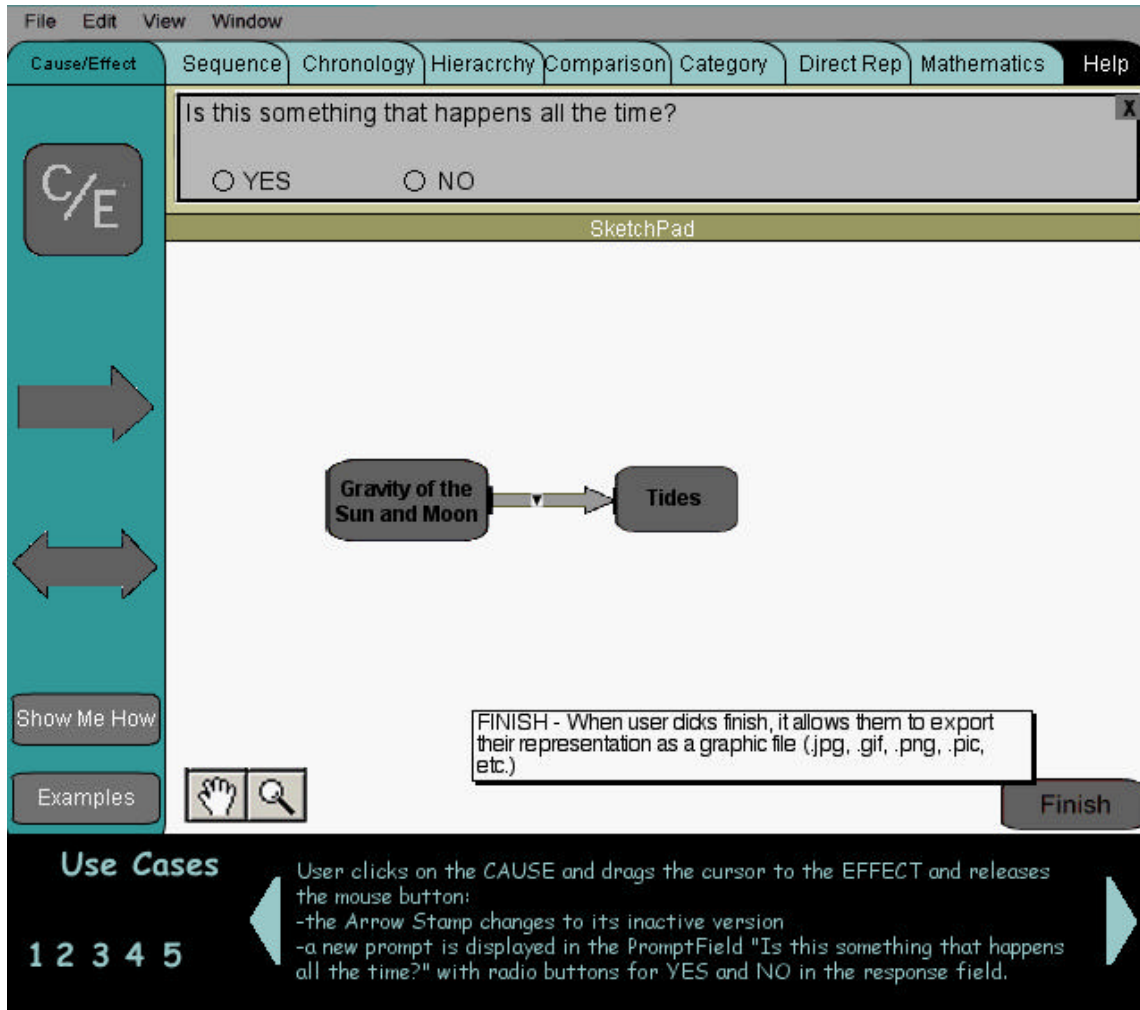 File Edit View Window
Cause/Effect Sequence Chronology Hieracrchy Comparison Category Direct Rep Mathematics Help
Is this something that happens all the time?
X
YES NO
C/E
SketchPad
Gravity of the
Sun and Moon
Tides
Show Me How
FINISH - When user clicks finish, it allows them to export
their representation as a graphic file (.jpg, .gif, .png, .pic,
etc.)
Examples
Finish
Use Cases
1 2 3 4 5
User clicks on the CAUSE and drags the cursor to the EFFECT and releases
the mouse button:
-the Arrow Stamp changes to its inactive version
-a new prompt is displayed in the PromptField "Is this something that happens
all the time?" with radio buttons for YES and NO in the response field.